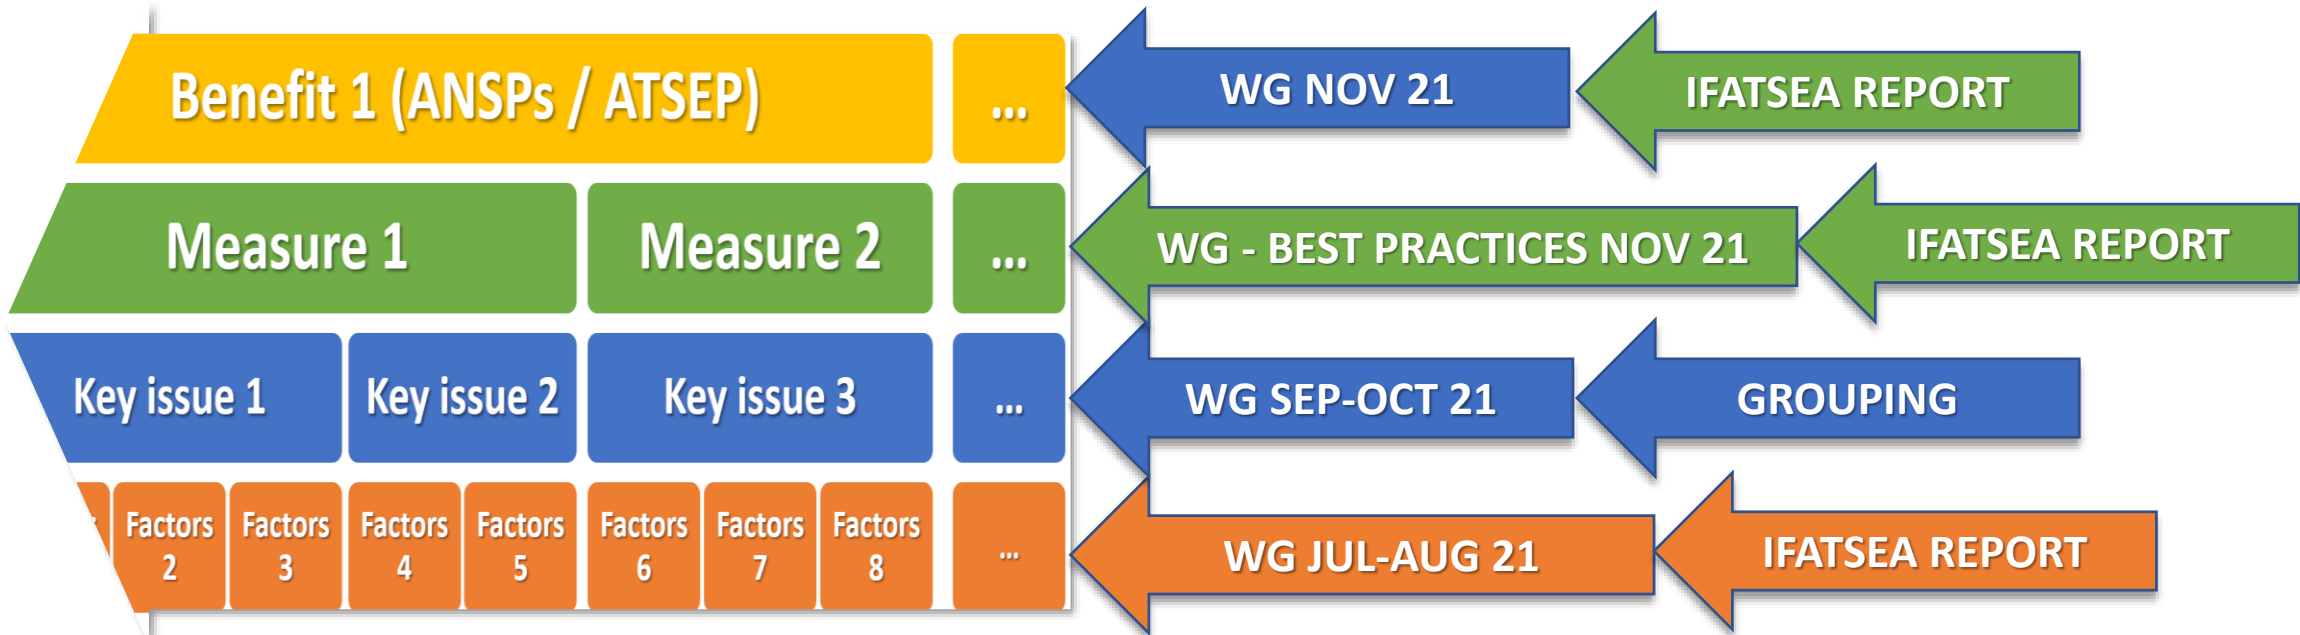 Benefit 1 (ANSPs / ATSEP) ... WG NOV 21 IFATSEA REPORT
Measure 1 Measure 2 ... WG - BEST PRACTICES NOV 21 IFATSEA REPORT
Key issue 1 Key issue 2 Key issue 3 ... WG SEP-OCT 21 GROUPING
Factors 2 Factors 3 Factors 4 Factors 5 Factors 6 Factors 7 Factors 8 ... WG JUL-AUG 21 IFATSEA REPORT